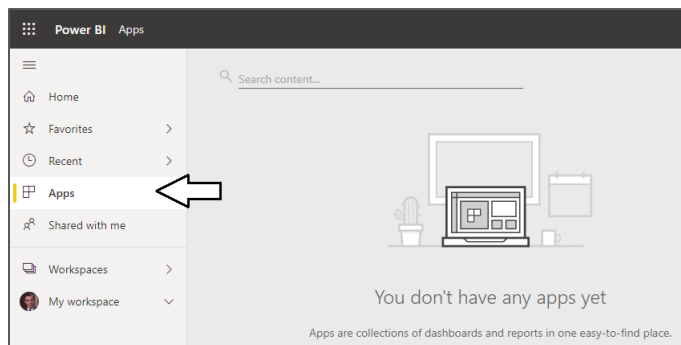 Power BI Apps
Search content...
Home
Favorites
Recent
Apps
Shared with me
Workspaces
My workspace
You don't have any apps yet
Apps are collections of dashboards and reports in one easy-to-find place.